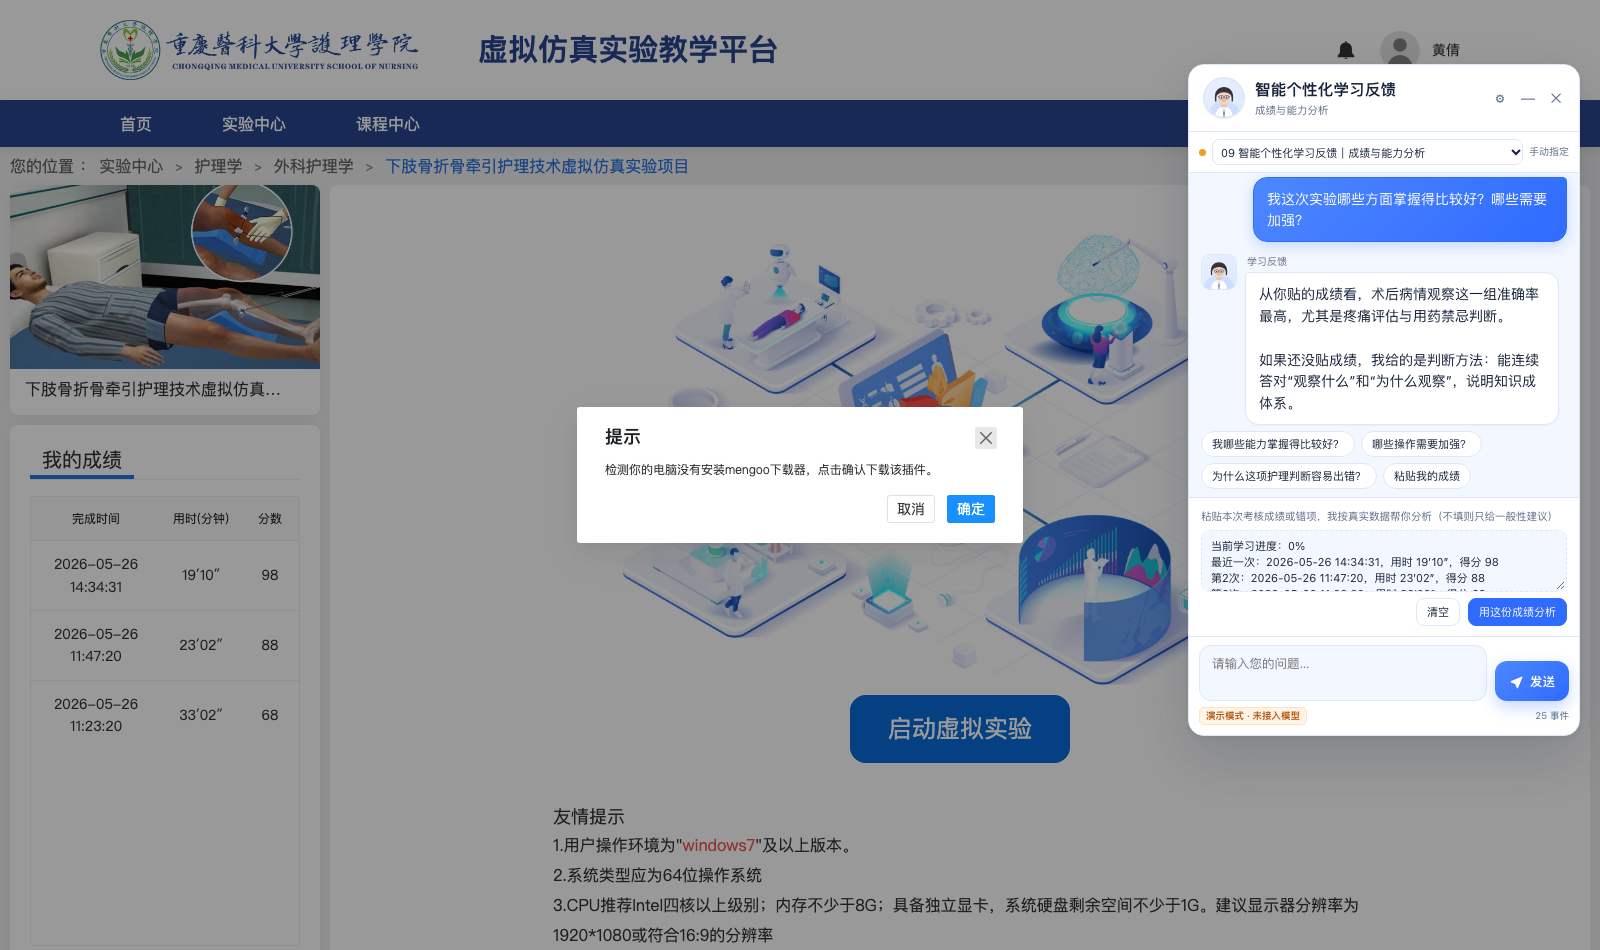 重慶醫科大學護理學院
CHONGQING MEDICAL UNIVERSITY SCHOOL OF NURSING
虚拟仿真实验教学平台
黄倩
首页 实验中心 课程中心
您的位置： 实验中心 > 护理学 > 外科护理学 > 下肢骨折骨牵引护理技术虚拟仿真实验项目
下肢骨折骨牵引护理技术虚拟仿真...
我的成绩
完成时间 用时(分钟) 分数
2026-05-26 14:34:31 19′10″ 98
2026-05-26 11:47:20 23′02″ 88
2026-05-26 11:23:20 33′02″ 68
提示
检测你的电脑没有安装mengoo下载器，点击确认下载该插件。
取消 确定
启动虚拟实验
友情提示
1.用户操作环境为"windows7"及以上版本。
2.系统类型应为64位操作系统
3.CPU推荐Intel四核以上级别；内存不少于8G；具备独立显卡，系统硬盘剩余空间不少于1G。建议显示器分辨率为
1920*1080或符合16:9的分辨率
智能个性化学习反馈
成绩与能力分析
09 智能个性化学习反馈｜成绩与能力分析 手动指定
我这次实验哪些方面掌握得比较好？哪些需要
加强？
学习反馈
从你贴的成绩看，术后病情观察这一组准确率
最高，尤其是疼痛评估与用药禁忌判断。
如果还没贴成绩，我给的是判断方法：能连续
答对“观察什么”和“为什么观察”，说明知识成
体系。
我哪些能力掌握得比较好？ 哪些操作需要加强？
为什么这项护理判断容易出错？ 粘贴我的成绩
粘贴本次考核成绩或错项，我按真实数据帮你分析（不填则只给一般性建议）
当前学习进度：0%
最近一次：2026-05-26 14:34:31，用时 19′10″，得分 98
第2次：2026-05-26 11:47:20，用时 23′02″，得分 88
清空 用这份成绩分析
请输入您的问题...
发送
演示模式 · 未接入模型 25 事件